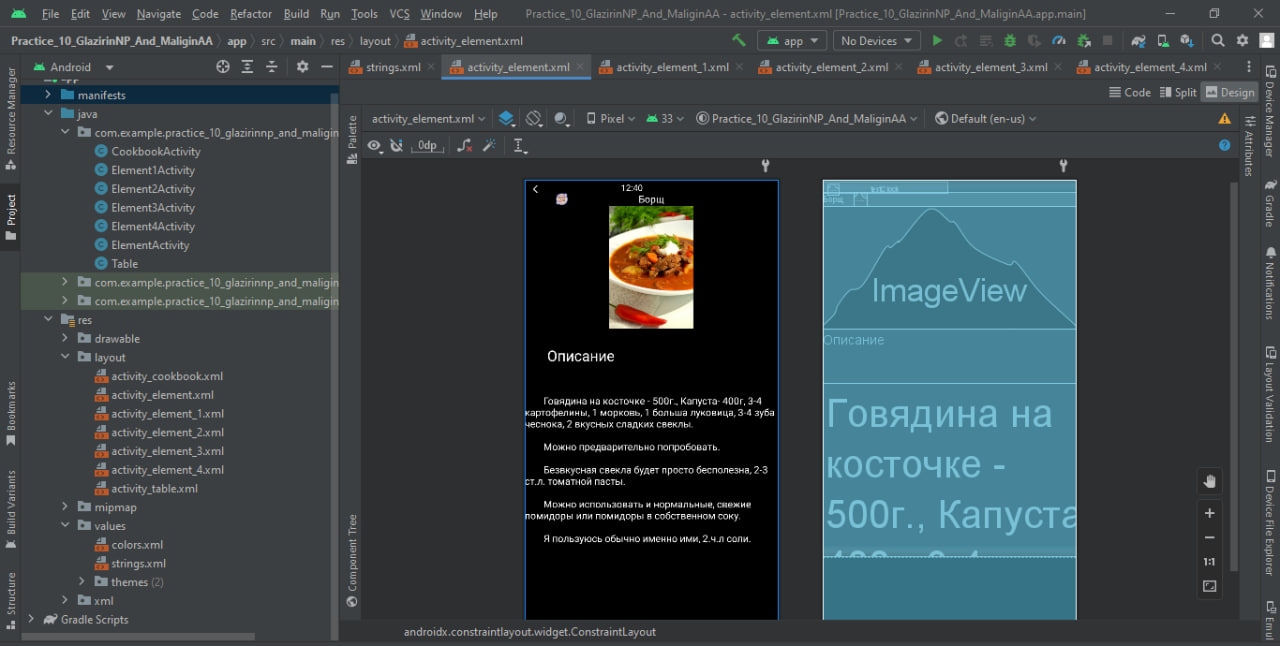 File Edit View Navigate Code Refactor Build Run Tools VCS Window Help Practice_10_GlazirinNP_And_MaliginAA - activity_element.xml [Practice_10_GlazirinNP_And_MaliginAA.app.main]
Practice_10_GlazirinNP_And_MaliginAA app src main res layout activity_element.xml app No Devices
Android
strings.xml activity_element.xml activity_element_1.xml activity_element_2.xml activity_element_3.xml activity_element_4.xml
Code Split Design
Resource Manager
Project
Bookmarks
Build Variants
Structure
manifests
java
com.example.practice_10_glazirinnp_and_maligin
CookbookActivity
Element1Activity
Element2Activity
Element3Activity
Element4Activity
ElementActivity
Table
com.example.practice_10_glazirinnp_and_maligin
com.example.practice_10_glazirinnp_and_maligin
res
drawable
layout
activity_cookbook.xml
activity_element.xml
activity_element_1.xml
activity_element_2.xml
activity_element_3.xml
activity_element_4.xml
activity_table.xml
mipmap
values
colors.xml
strings.xml
themes (2)
xml
Gradle Scripts
Palette
Component Tree
activity_element.xml Pixel 33 Practice_10_GlazirinNP_And_MaliginAA Default (en-us)
0dp
12:40
Борщ
Описание
Говядина на косточке - 500г., Капуста- 400г, 3-4
картофелины, 1 морковь, 1 больша луковица, 3-4 зуба
чеснока, 2 вкусных сладких свеклы.
Можно предварительно попробовать.
Безвкусная свекла будет просто бесполезна, 2-3
ст.л. томатной пасты.
Можно использовать и нормальные, свежие
помидоры или помидоры в собственном соку.
Я пользуюсь обычно именно ими, 2.ч.л соли.
Борщ
ImageView
Описание
Говядина на
косточке -
500г., Капуста
1:1
androidx.constraintlayout.widget.ConstraintLayout
Attributes
Device Manager
Gradle
Notifications
Layout Validation
Device File Explorer
Emul